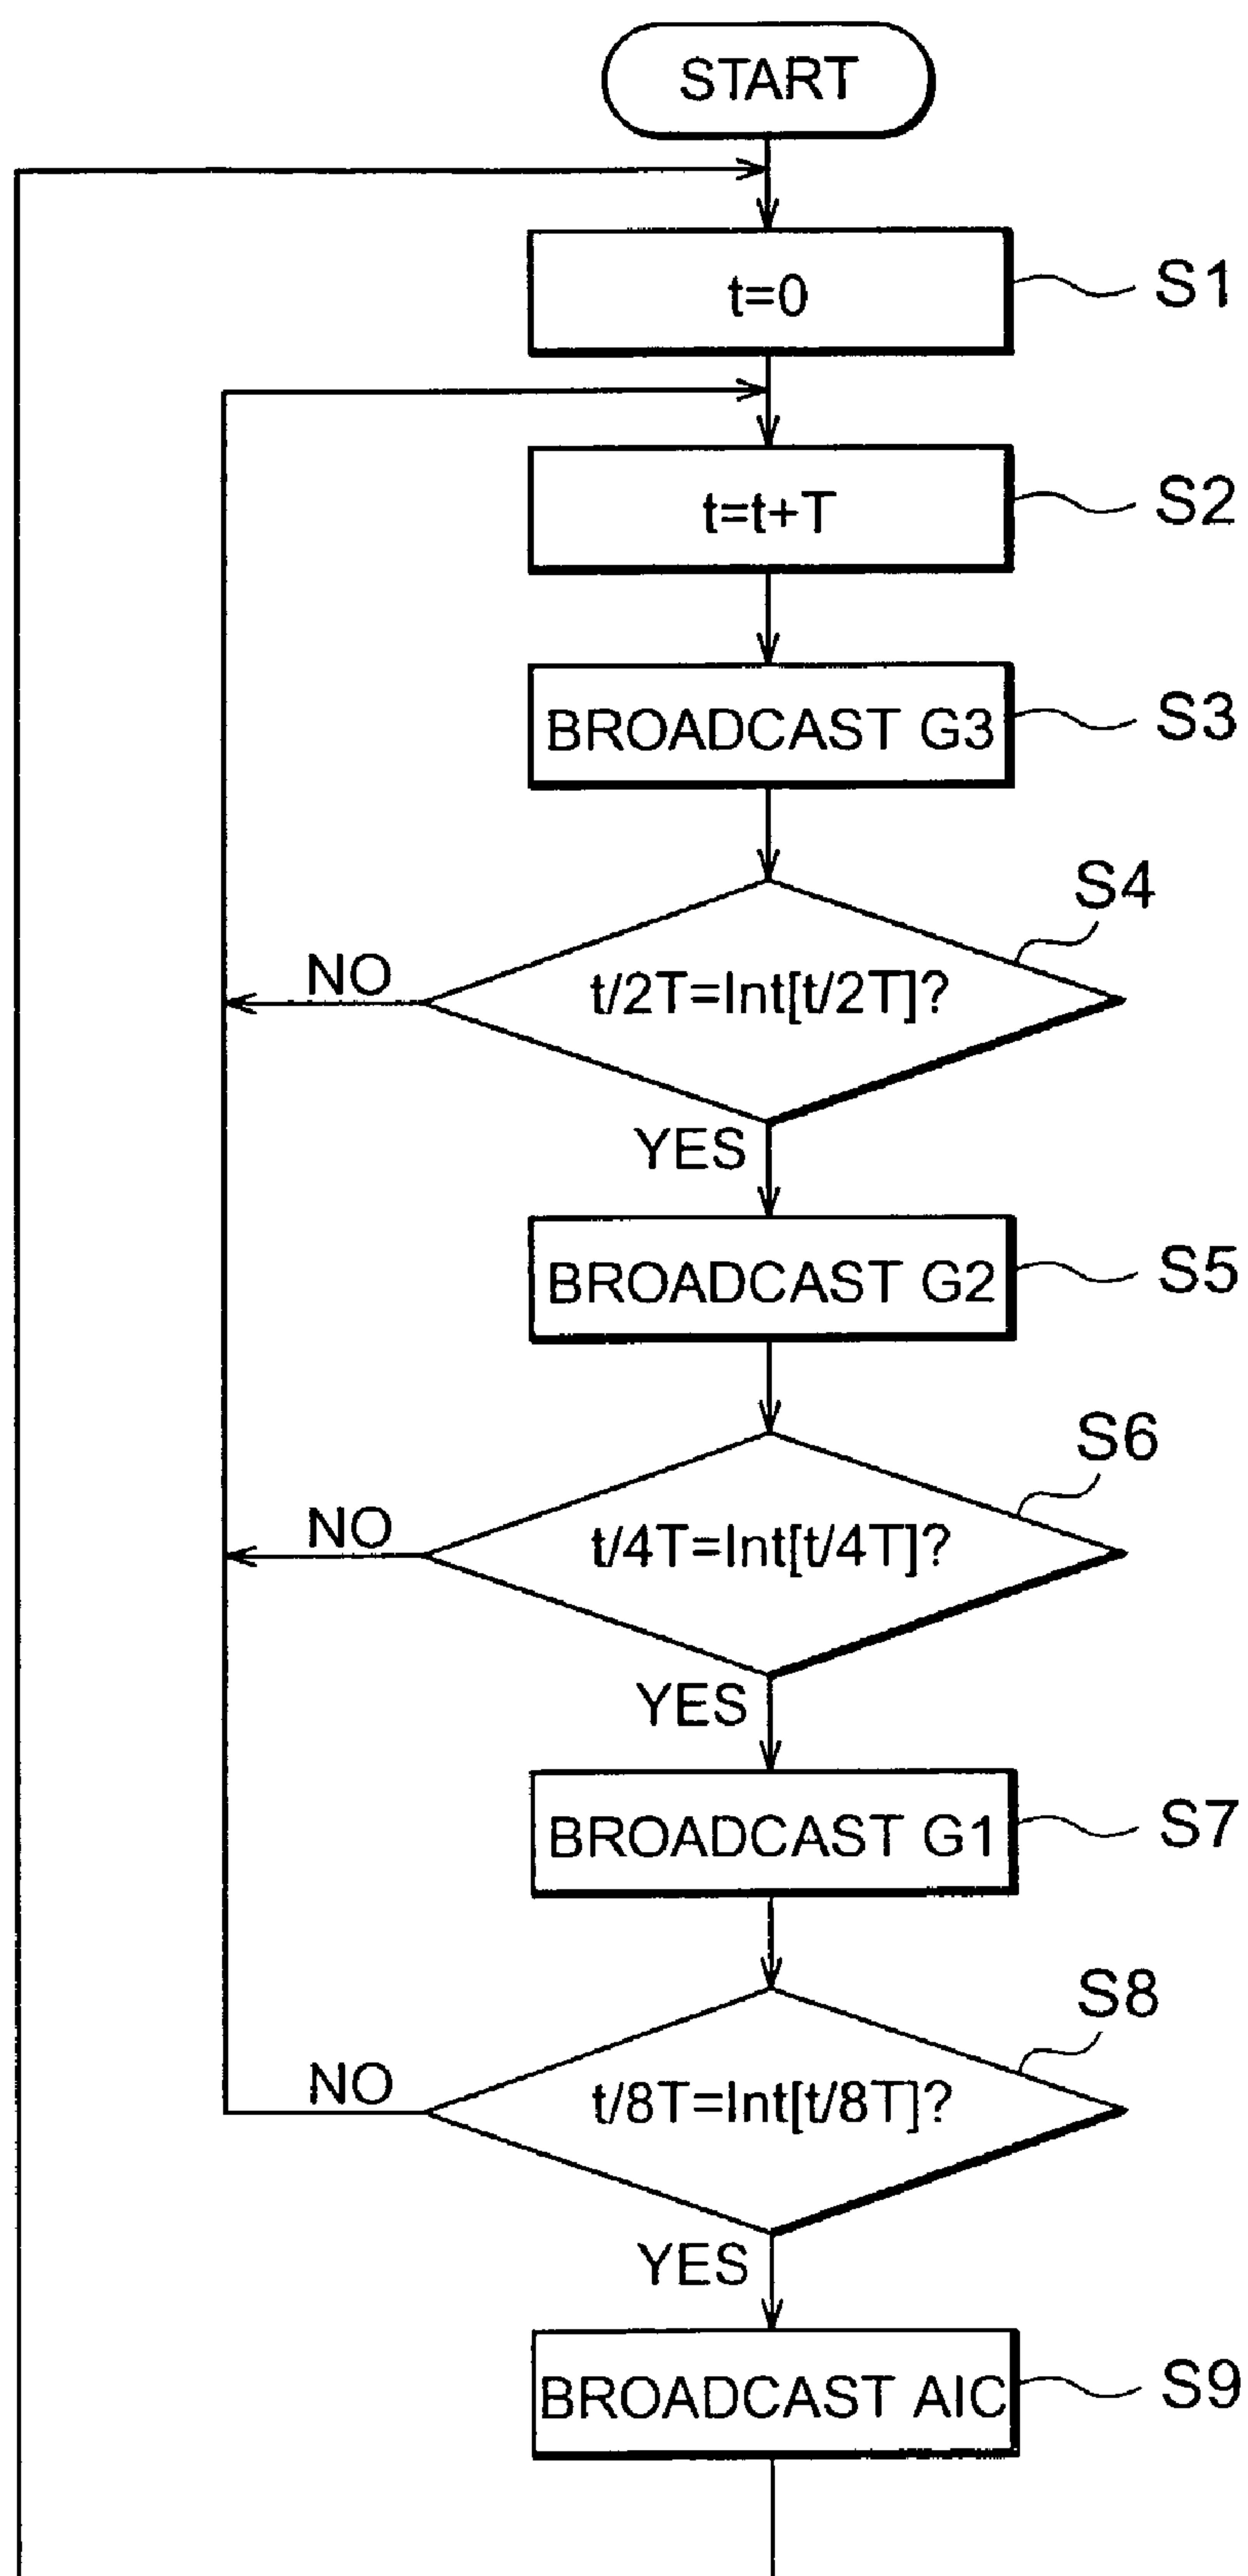 START
t=0
S1
t=t+T
S2
BROADCAST G3
S3
S4
NO
t/2T=Int[t/2T]?
YES
BROADCAST G2
S5
S6
NO
t/4T=Int[t/4T]?
YES
BROADCAST G1
S7
S8
NO
t/8T=Int[t/8T]?
YES
BROADCAST AIC
S9